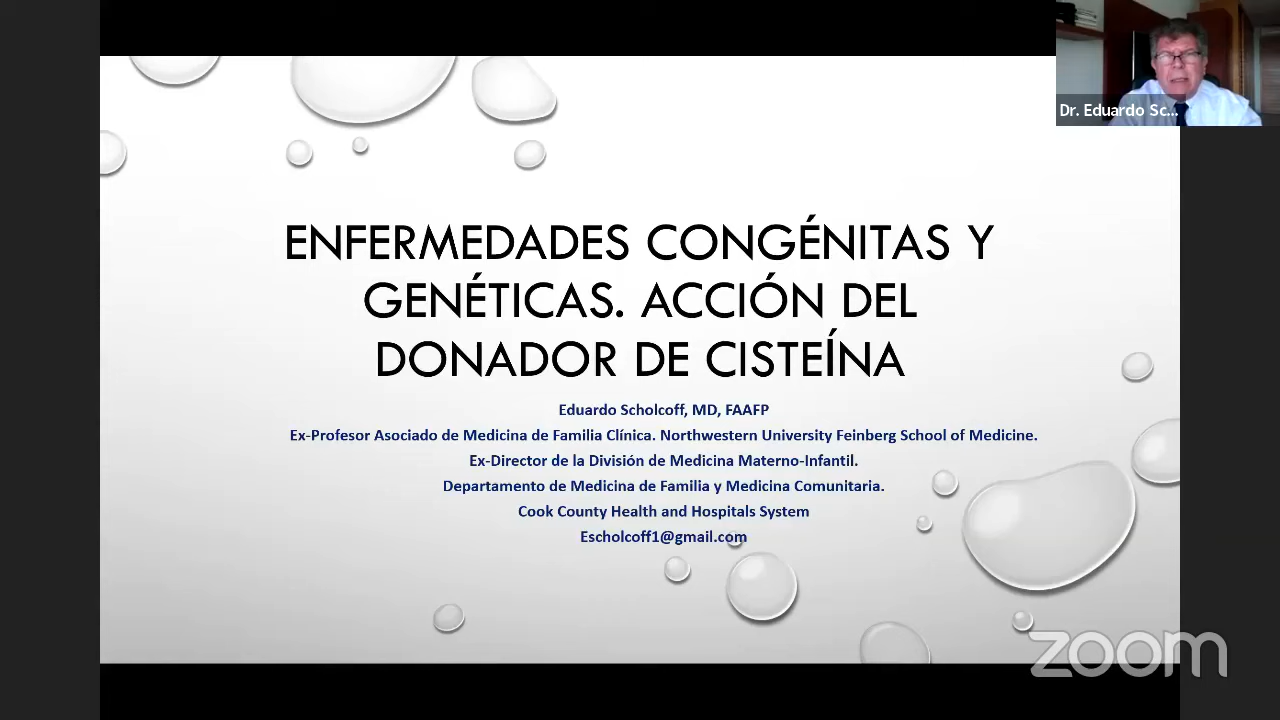 Dr. Eduardo Sc...
ENFERMEDADES CONGÉNITAS Y
GENÉTICAS. ACCIÓN DEL
DONADOR DE CISTEÍNA
Eduardo Scholcoff, MD, FAAFP
Ex-Profesor Asociado de Medicina de Familia Clínica. Northwestern University Feinberg School of Medicine.
Ex-Director de la División de Medicina Materno-Infantil.
Departamento de Medicina de Familia y Medicina Comunitaria.
Cook County Health and Hospitals System
Escholcoff1@gmail.com
zoom